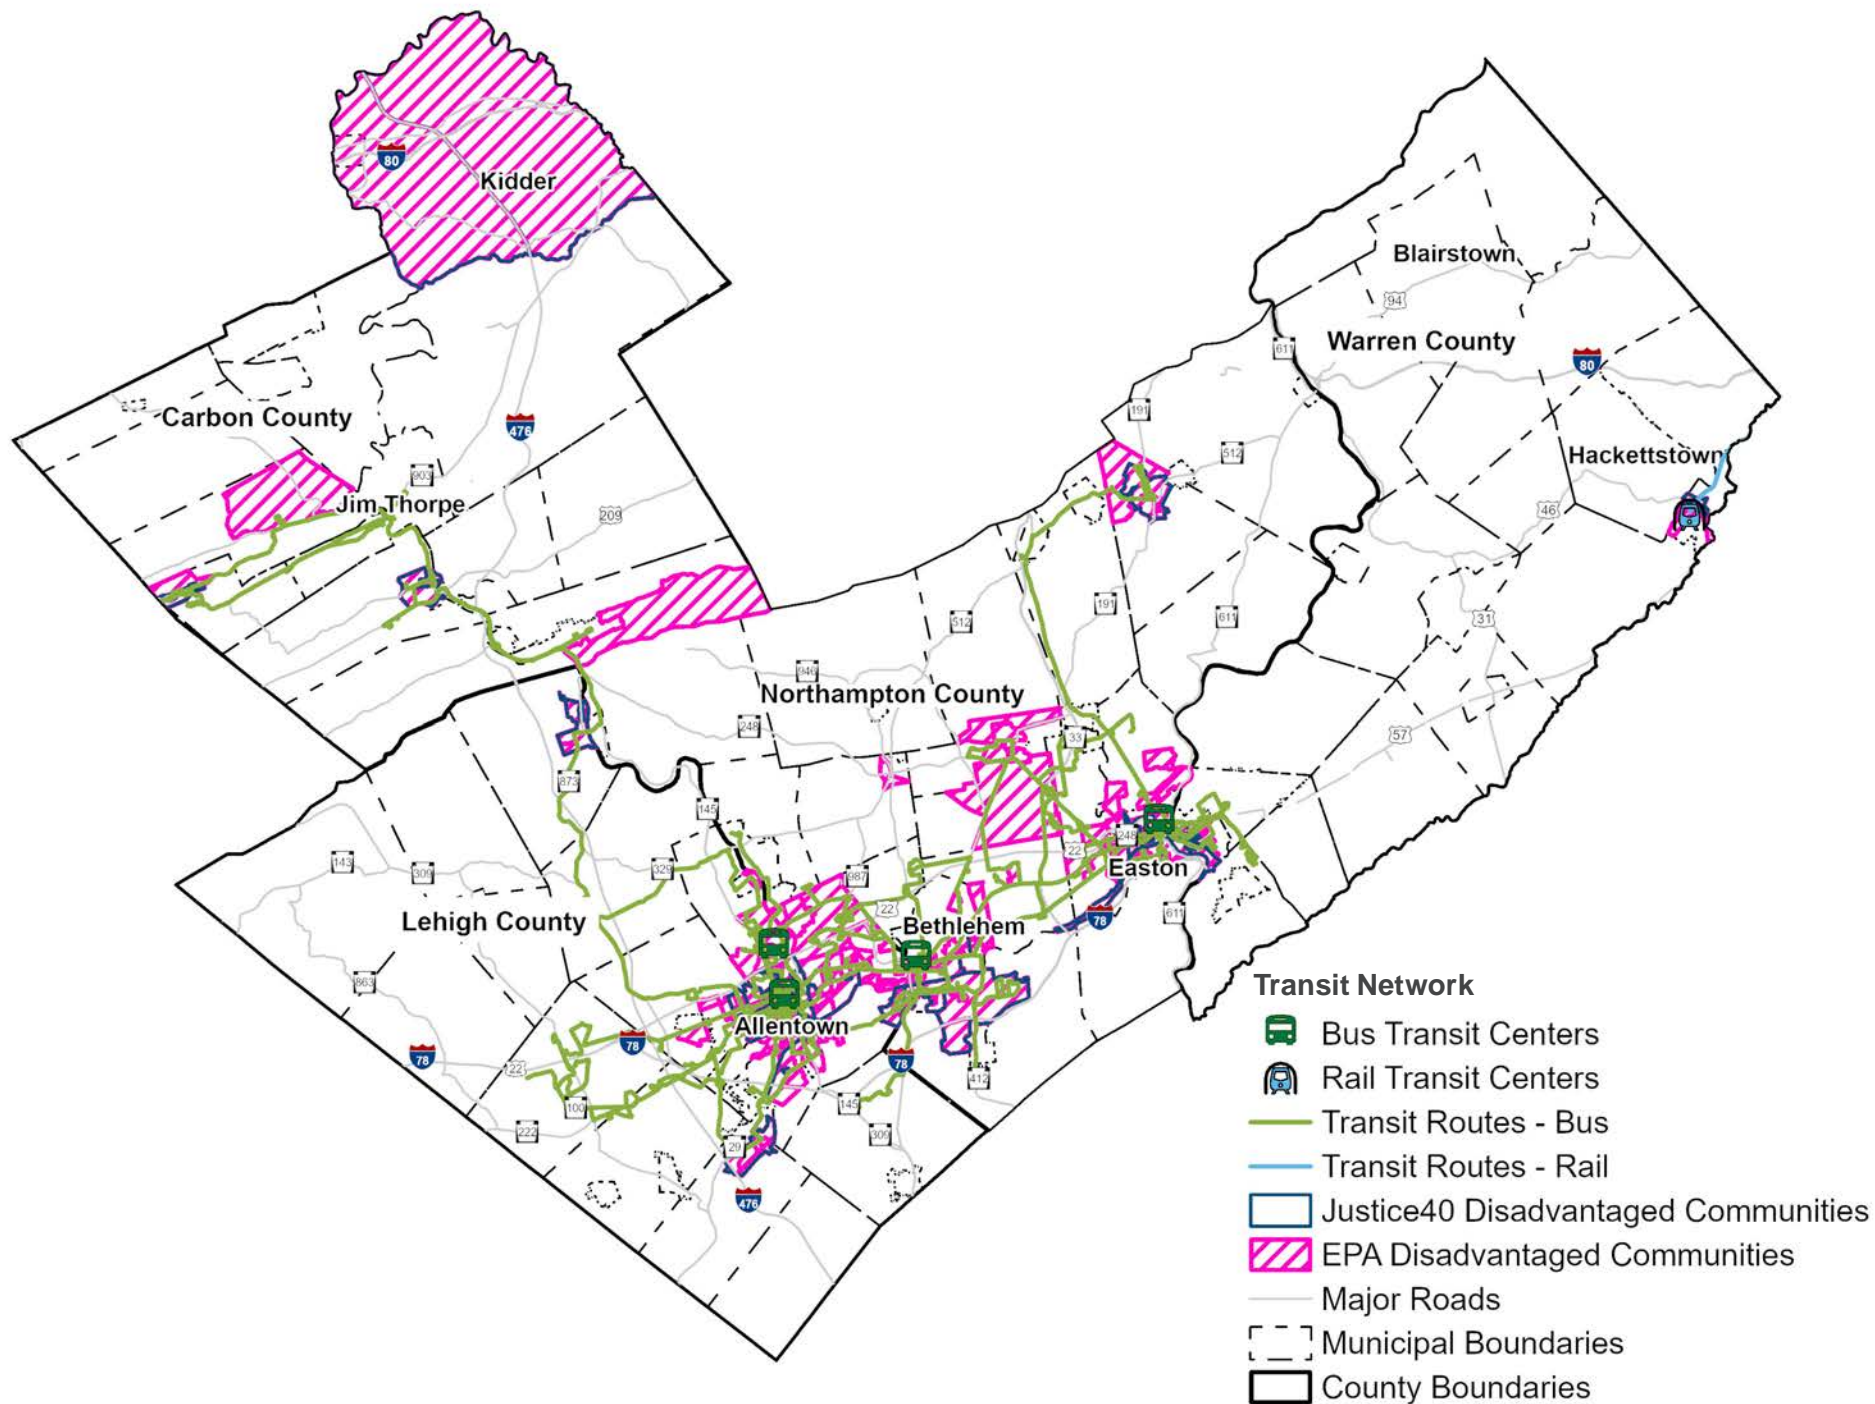 80
Kidder
Blairstown
94
Warren County
611
80
191
Carbon County
476
512
Hackettstown
903
Jim Thorpe
209
46
191
611
512
31
946
Northampton County
248
33
57
873
145
248
22
143
309
329
987
Easton
22
Lehigh County
Bethlehem
78
611
863
Allentown
78
78
78
22
412
100
145
222
29
309
476
Transit Network
Bus Transit Centers
Rail Transit Centers
Transit Routes - Bus
Transit Routes - Rail
Justice40 Disadvantaged Communities
EPA Disadvantaged Communities
Major Roads
Municipal Boundaries
County Boundaries